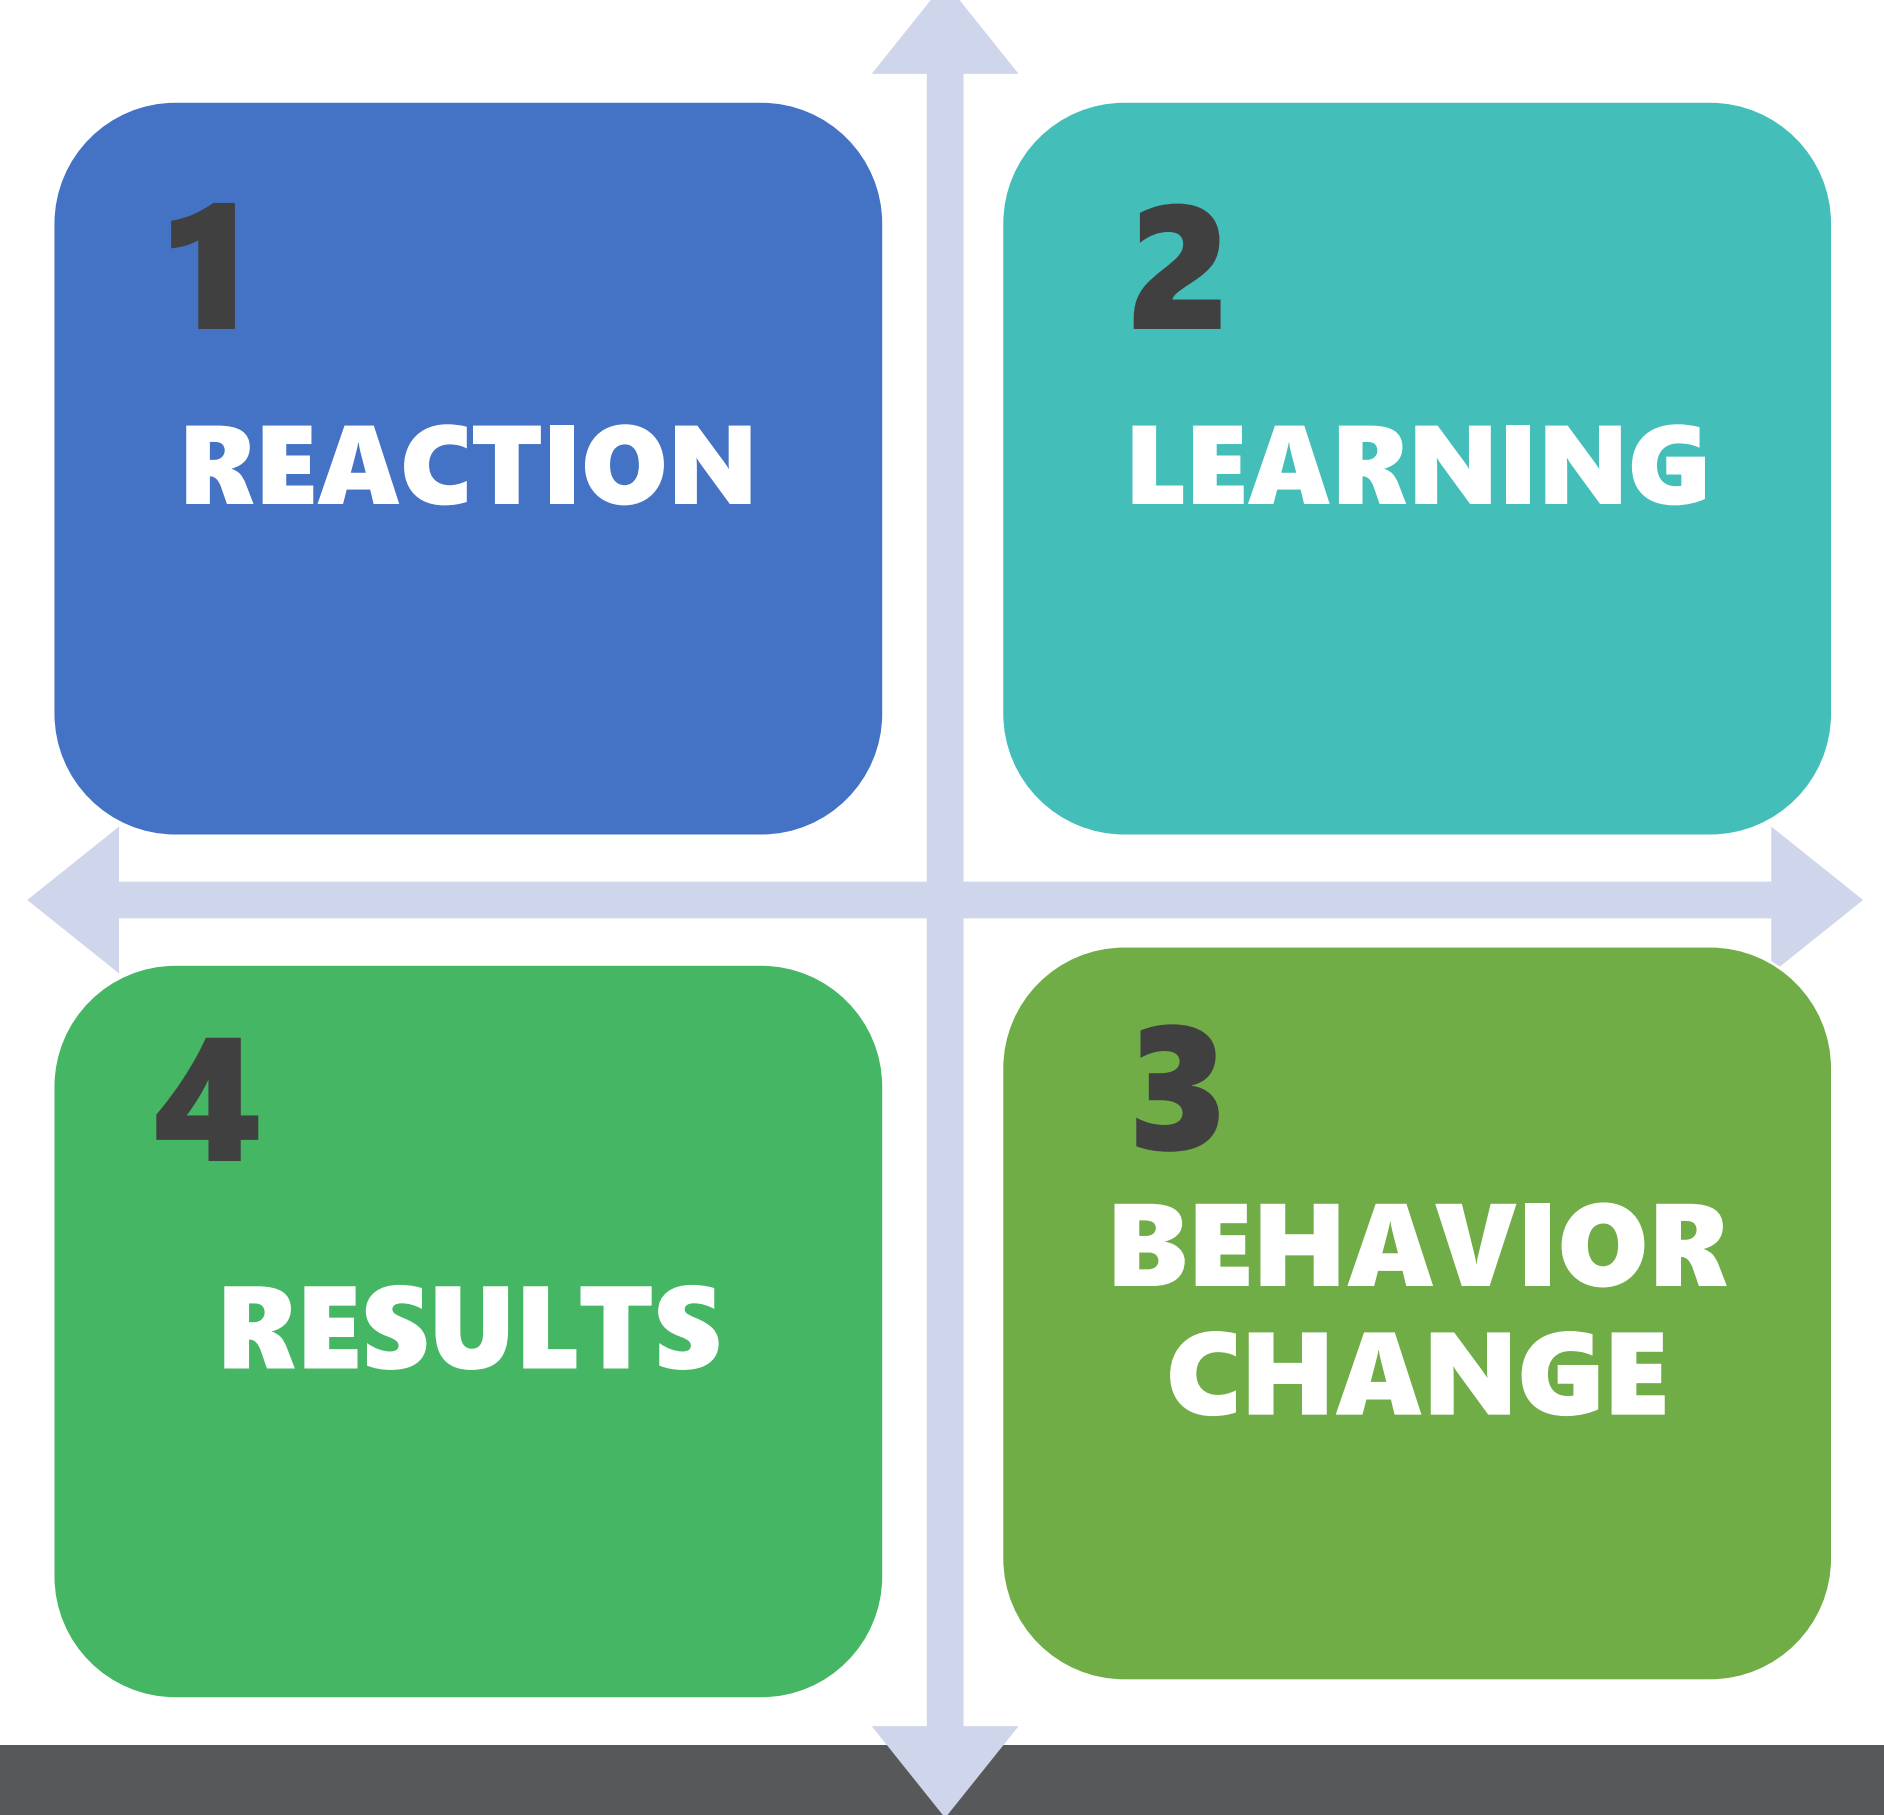 1
REACTION
2
LEARNING
3
BEHAVIOR
CHANGE
4
RESULTS